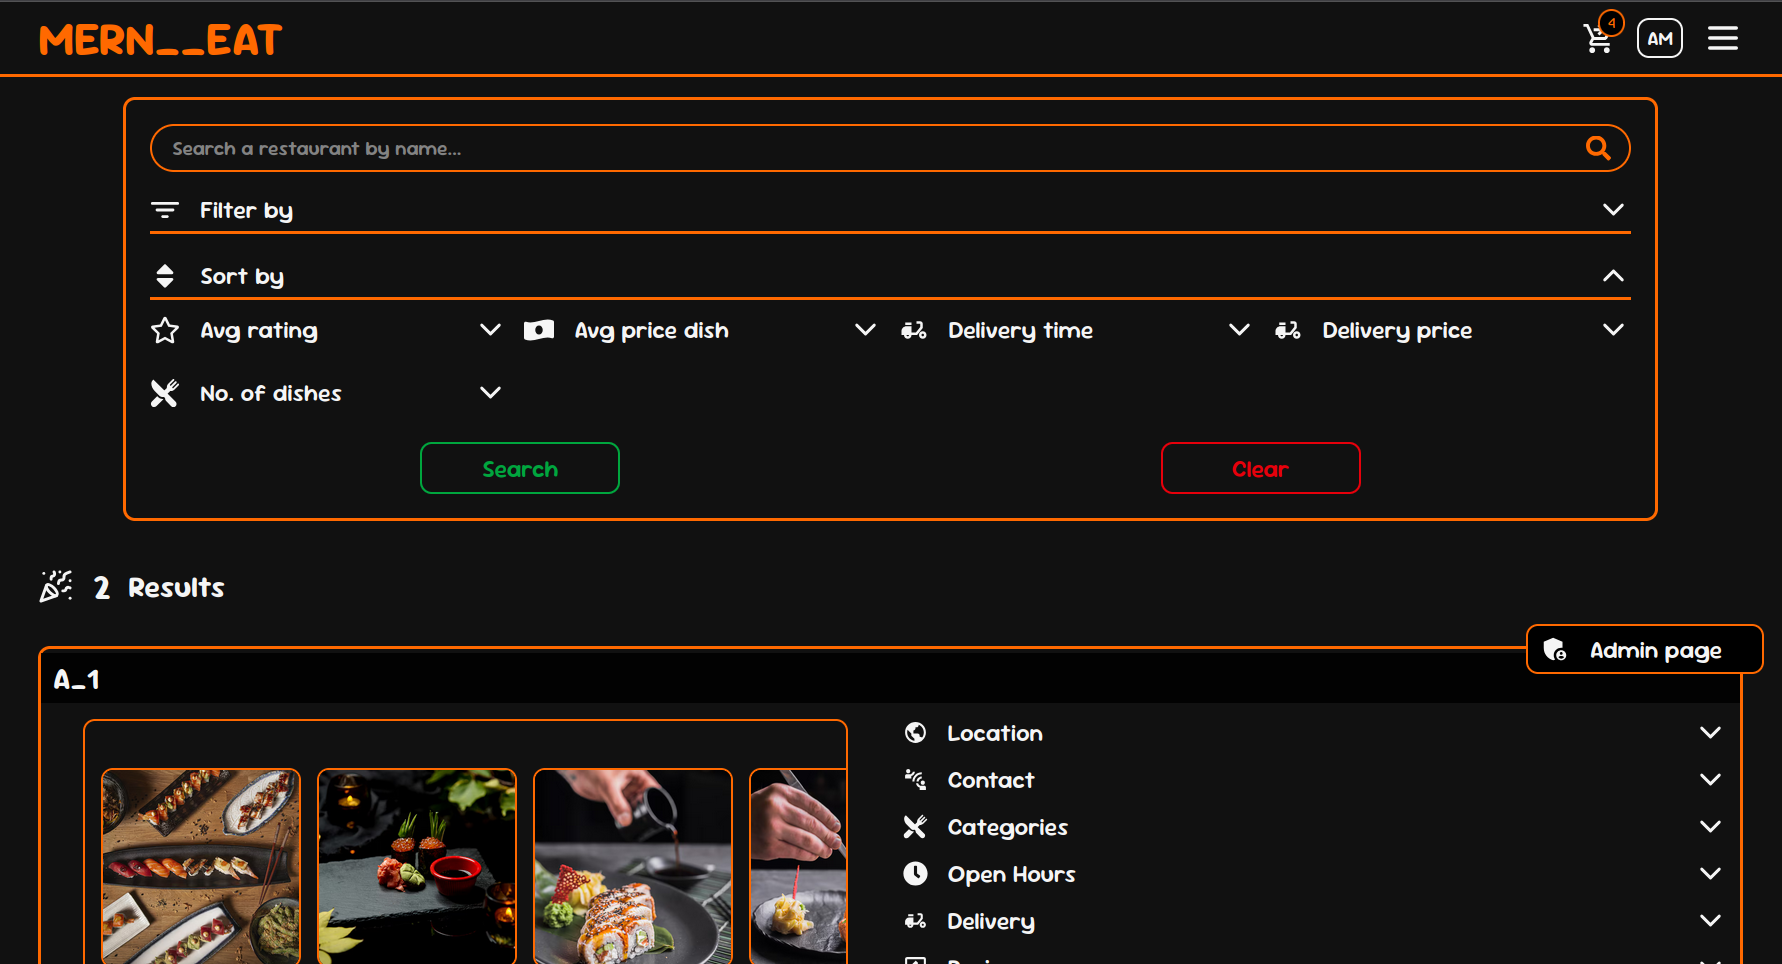 MERN__EAT
4
AM
Search a restaurant by name...
Filter by
Sort by
Avg rating
Avg price dish
Delivery time
Delivery price
No. of dishes
Search
Clear
2 Results
Admin page
A_1
Location
Contact
Categories
Open Hours
Delivery